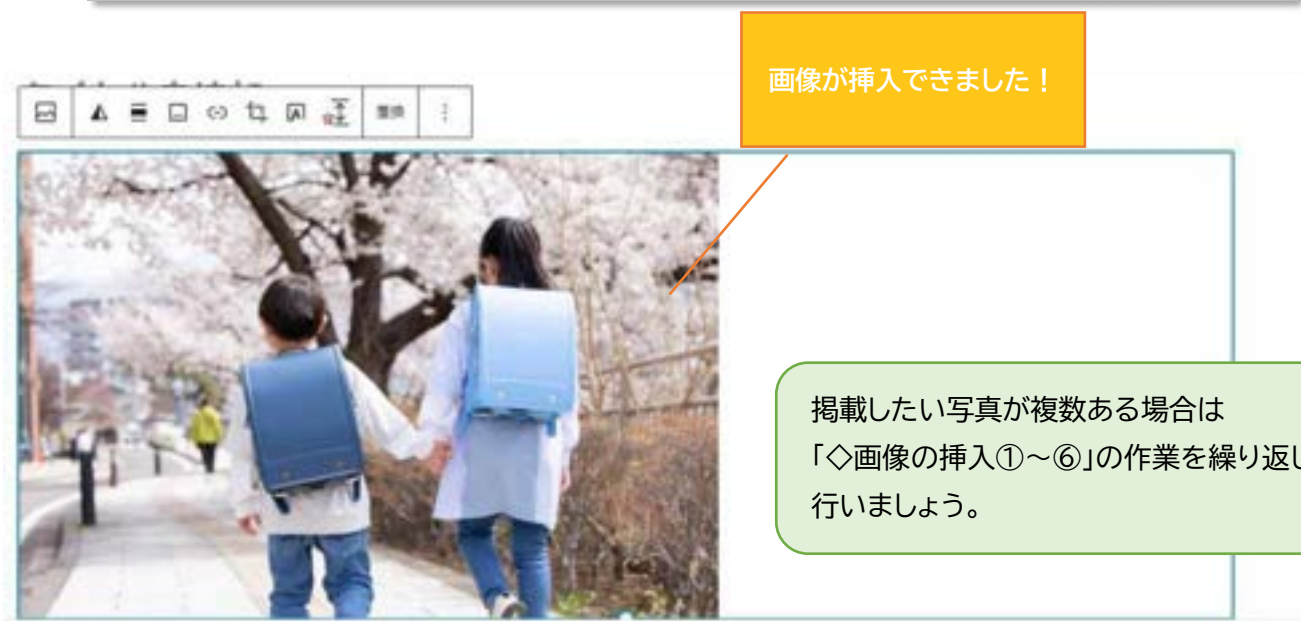 画像が挿入できました！
置換
掲載したい写真が複数ある場合は
「◇画像の挿入①～⑥」の作業を繰り返し
行いましょう。